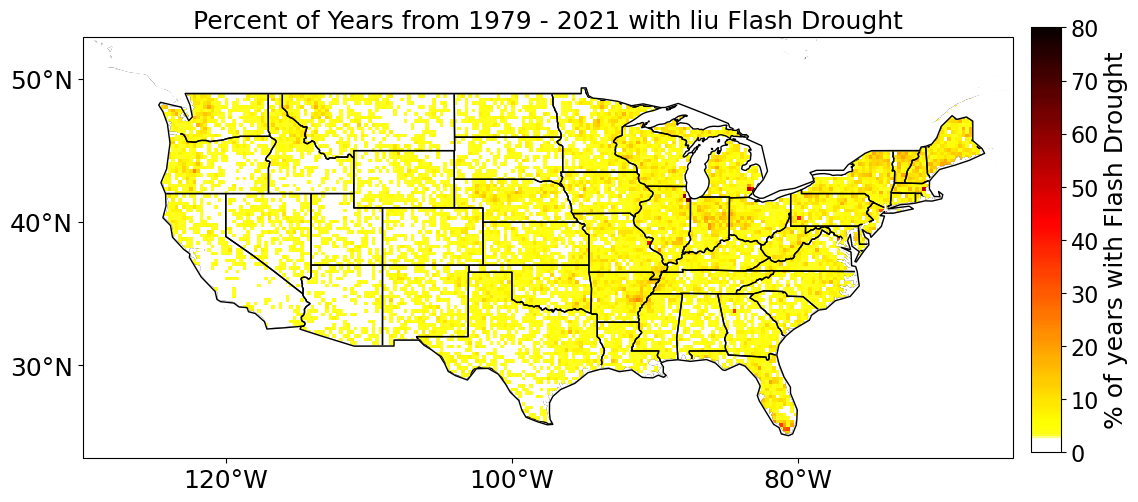 Percent of Years from 1979 - 2021 with liu Flash Drought
50°N
40°N
30°N
120°W
100°W
80°W
80
70
60
50
40
30
20
10
0
% of years with Flash Drought